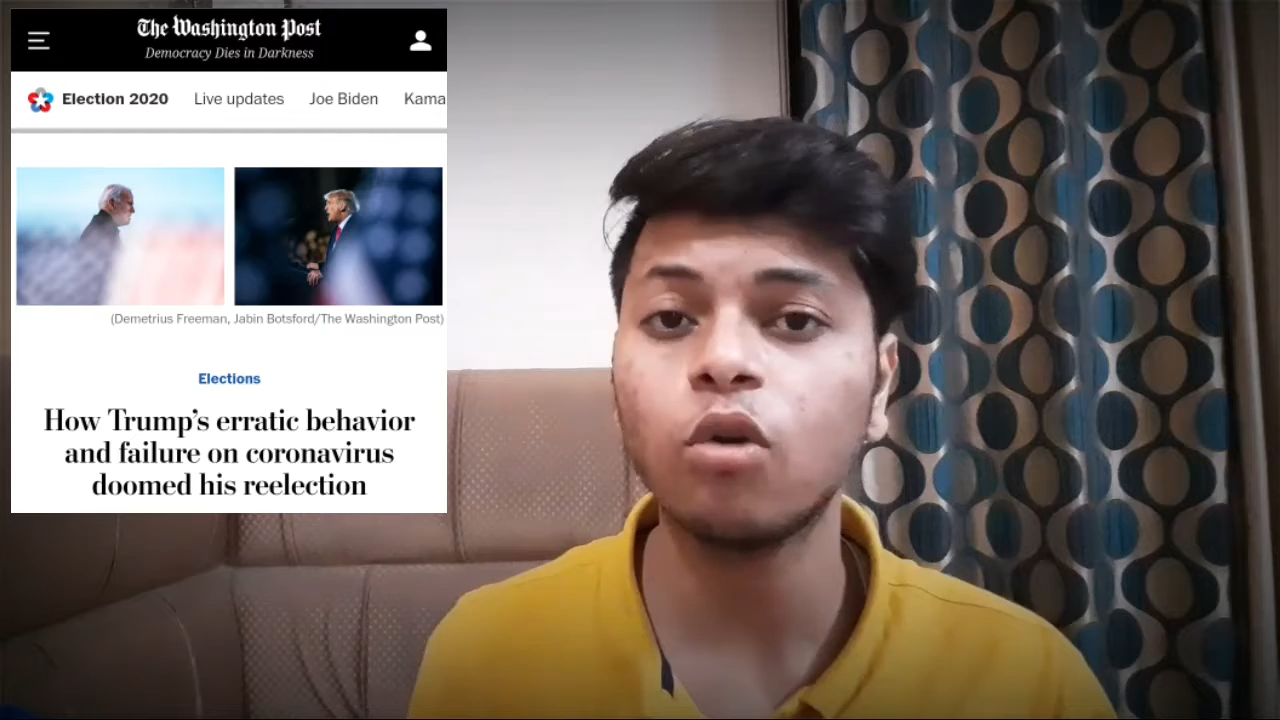 The Washington Post
Democracy Dies in Darkness
Election 2020 Live updates Joe Biden Kama
(Demetrius Freeman, Jabin Botsford/The Washington Post)
Elections
How Trump's erratic behavior
and failure on coronavirus
doomed his reelection